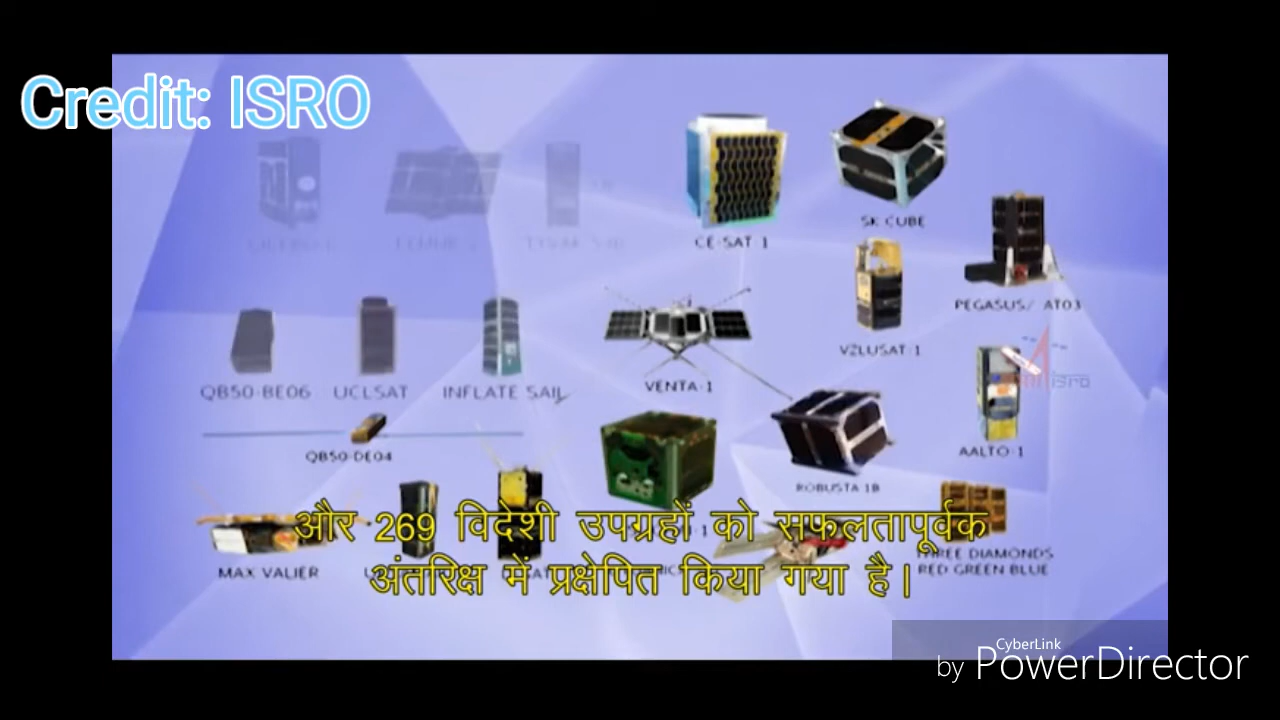 Credit: ISRO
CE-SAT 1
SK CUBE
PEGASUS/ AT03
VZLUSAT-1
QB50-BE06 UCLSAT INFLATE SAIL
VENTA-1
isro
AALTO-1
QB50-DE04
ROBUSTA 1B
और 269 विदेशी उपग्रहों को सफलतापूर्वक
अंतरिक्ष में प्रक्षेपित किया गया है।
MAX VALIER
THREE DIAMONDS
RED GREEN BLUE
CyberLink
by PowerDirector